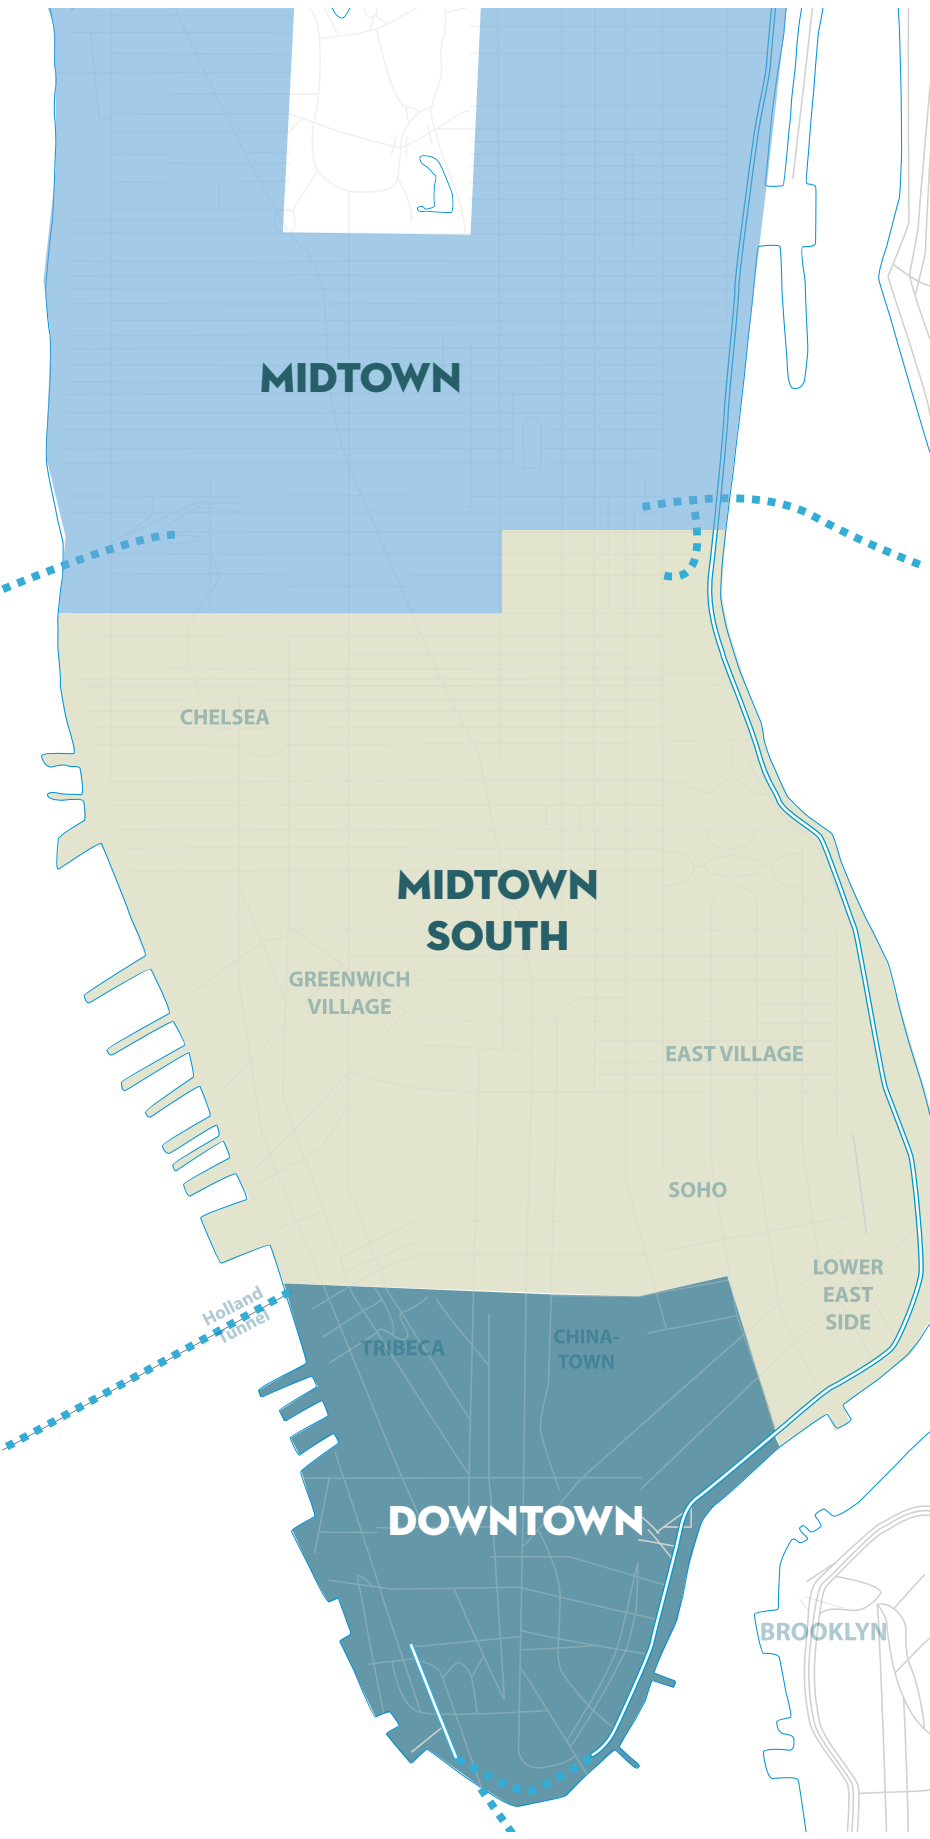 MIDTOWN
CHELSEA
MIDTOWN
SOUTH
GREENWICH
VILLAGE
EAST VILLAGE
SOHO
LOWER
EAST
SIDE
Holland
Tunnel
TRIBECA
CHINA-
TOWN
DOWNTOWN
BROOKLYN